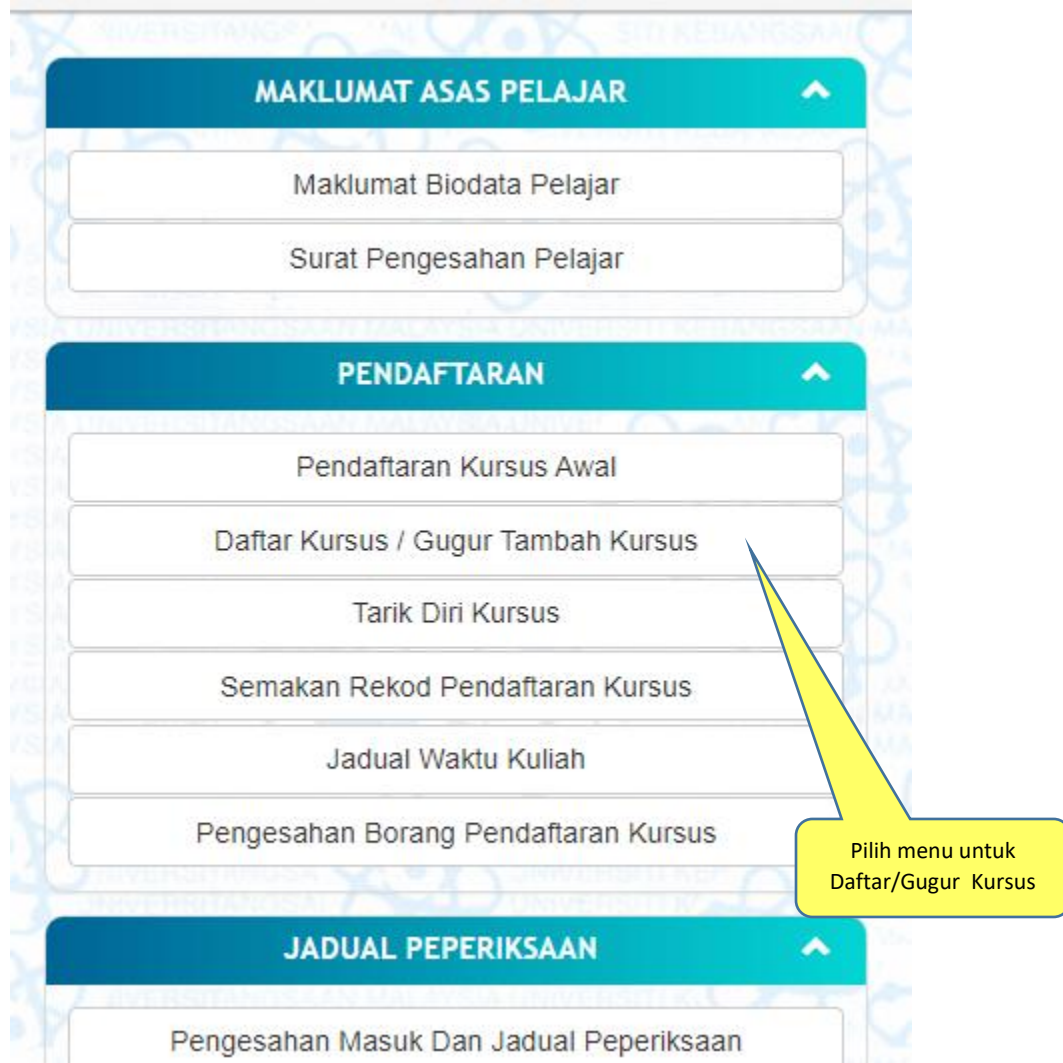 MAKLUMAT ASAS PELAJAR
Maklumat Biodata Pelajar
Surat Pengesahan Pelajar
PENDAFTARAN
Pendaftaran Kursus Awal
Daftar Kursus / Gugur Tambah Kursus
Tarik Diri Kursus
Semakan Rekod Pendaftaran Kursus
Jadual Waktu Kuliah
Pengesahan Borang Pendaftaran Kursus
Pilih menu untuk
Daftar/Gugur Kursus
JADUAL PEPERIKSAAN
Pengesahan Masuk Dan Jadual Peperiksaan